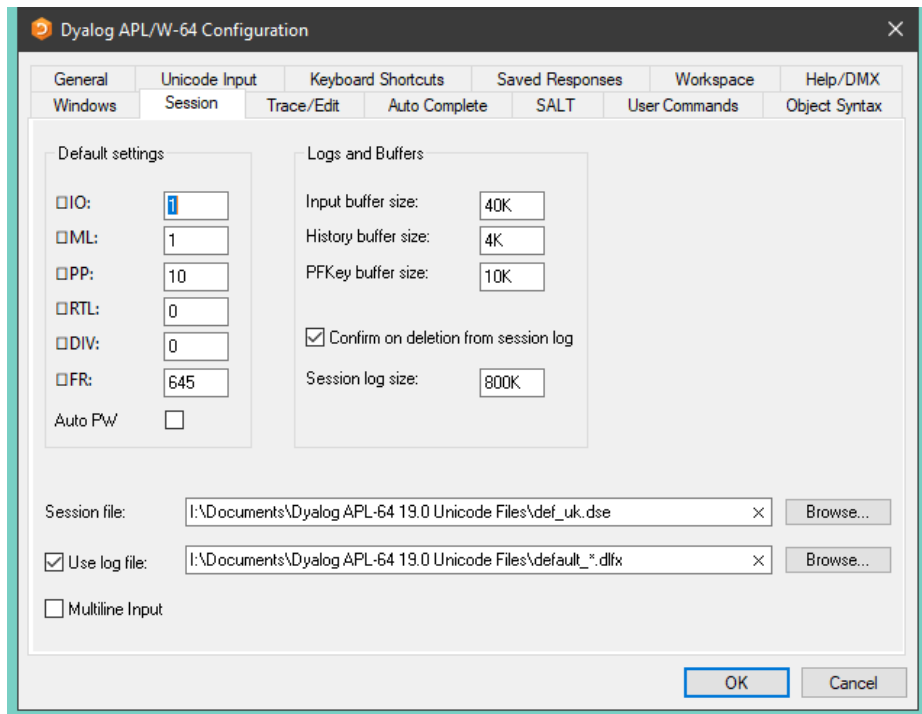 Dyalog APL/W-64 Configuration
General Unicode Input Keyboard Shortcuts Saved Responses Workspace Help/DMX
Windows Session Trace/Edit Auto Complete SALT User Commands Object Syntax
Default settings
⎕IO: 1
⎕ML: 1
⎕PP: 10
⎕RTL: 0
⎕DIV: 0
⎕FR: 645
Auto PW
Logs and Buffers
Input buffer size: 40K
History buffer size: 4K
PFKey buffer size: 10K
Confirm on deletion from session log
Session log size: 800K
Session file: I:\Documents\Dyalog APL-64 19.0 Unicode Files\def_uk.dse Browse...
Use log file: I:\Documents\Dyalog APL-64 19.0 Unicode Files\default_*.dlfx Browse...
Multiline Input
OK Cancel